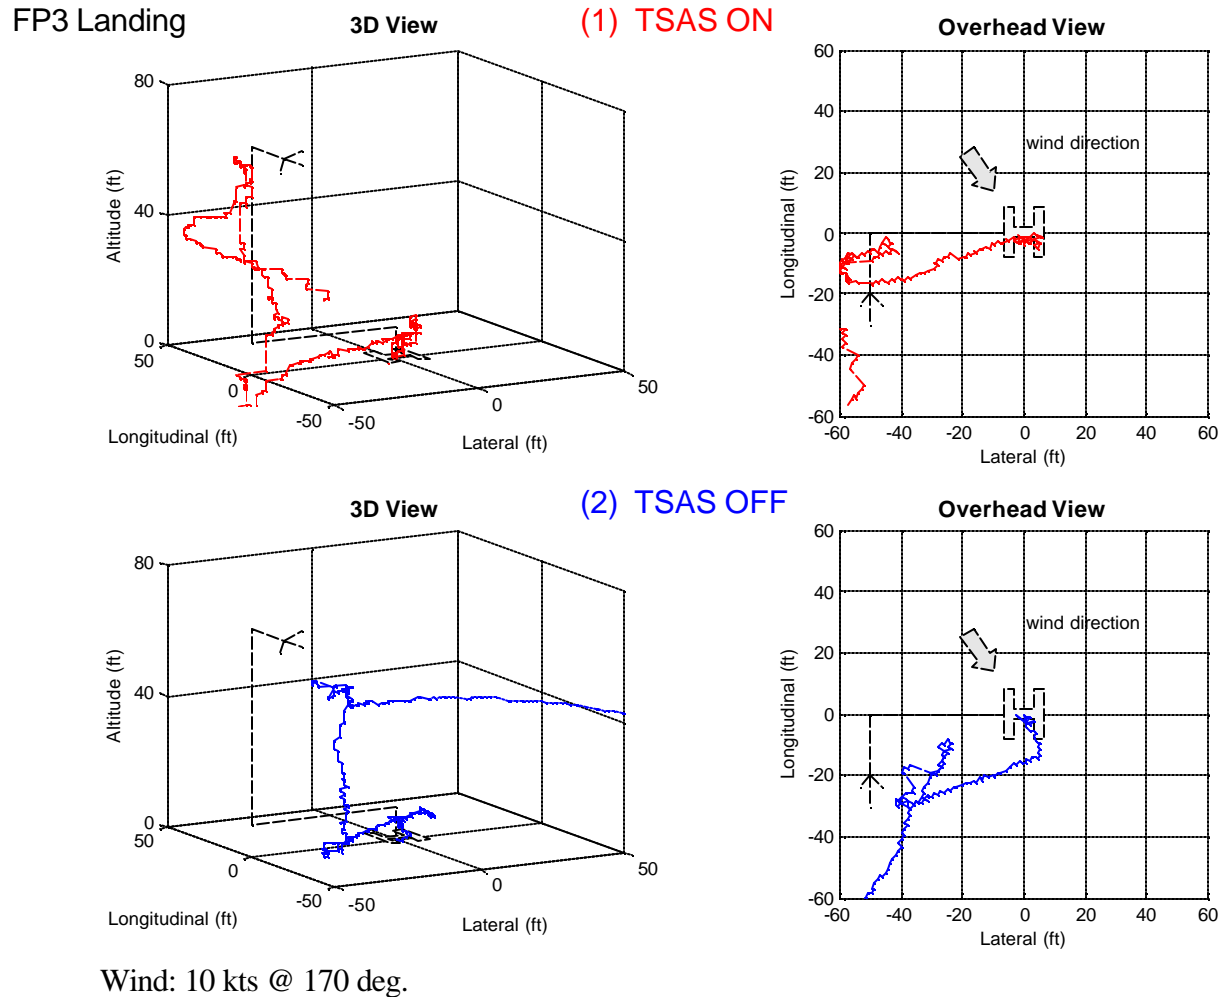 FP3 Landing
(1) TSAS ON
3D View
80
40
0
50
0
-50
-50
0
50
Altitude (ft)
Longitudinal (ft)
Lateral (ft)
Overhead View
60
40
20
0
-20
-40
-60
-60
-40
-20
0
20
40
60
wind direction
Longitudinal (ft)
Lateral (ft)
(2) TSAS OFF
3D View
80
40
0
50
0
-50
-50
0
50
Altitude (ft)
Longitudinal (ft)
Lateral (ft)
Overhead View
60
40
20
0
-20
-40
-60
-60
-40
-20
0
20
40
60
wind direction
Longitudinal (ft)
Lateral (ft)
Wind: 10 kts @ 170 deg.